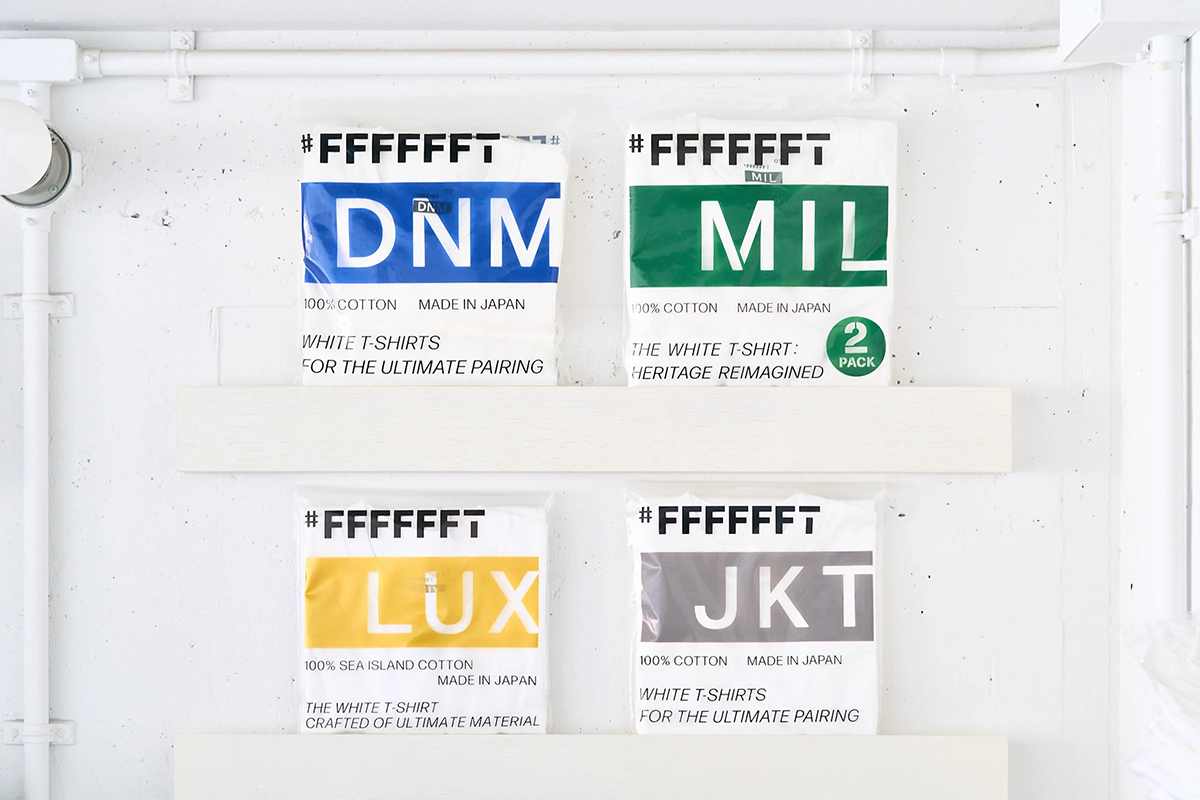 #FFFFFFT
DNM
DNM
100% COTTON MADE IN JAPAN
WHITE T-SHIRTS
FOR THE ULTIMATE PAIRING
#FFFFFFT
MIL
MIL
100% COTTON MADE IN JAPAN
THE WHITE T-SHIRT:
HERITAGE REIMAGINED
2
PACK
#FFFFFFT
LUX
100% SEA ISLAND COTTON
MADE IN JAPAN
THE WHITE T-SHIRT
CRAFTED OF ULTIMATE MATERIAL
#FFFFFFT
JKT
100% COTTON MADE IN JAPAN
WHITE T-SHIRTS
FOR THE ULTIMATE PAIRING